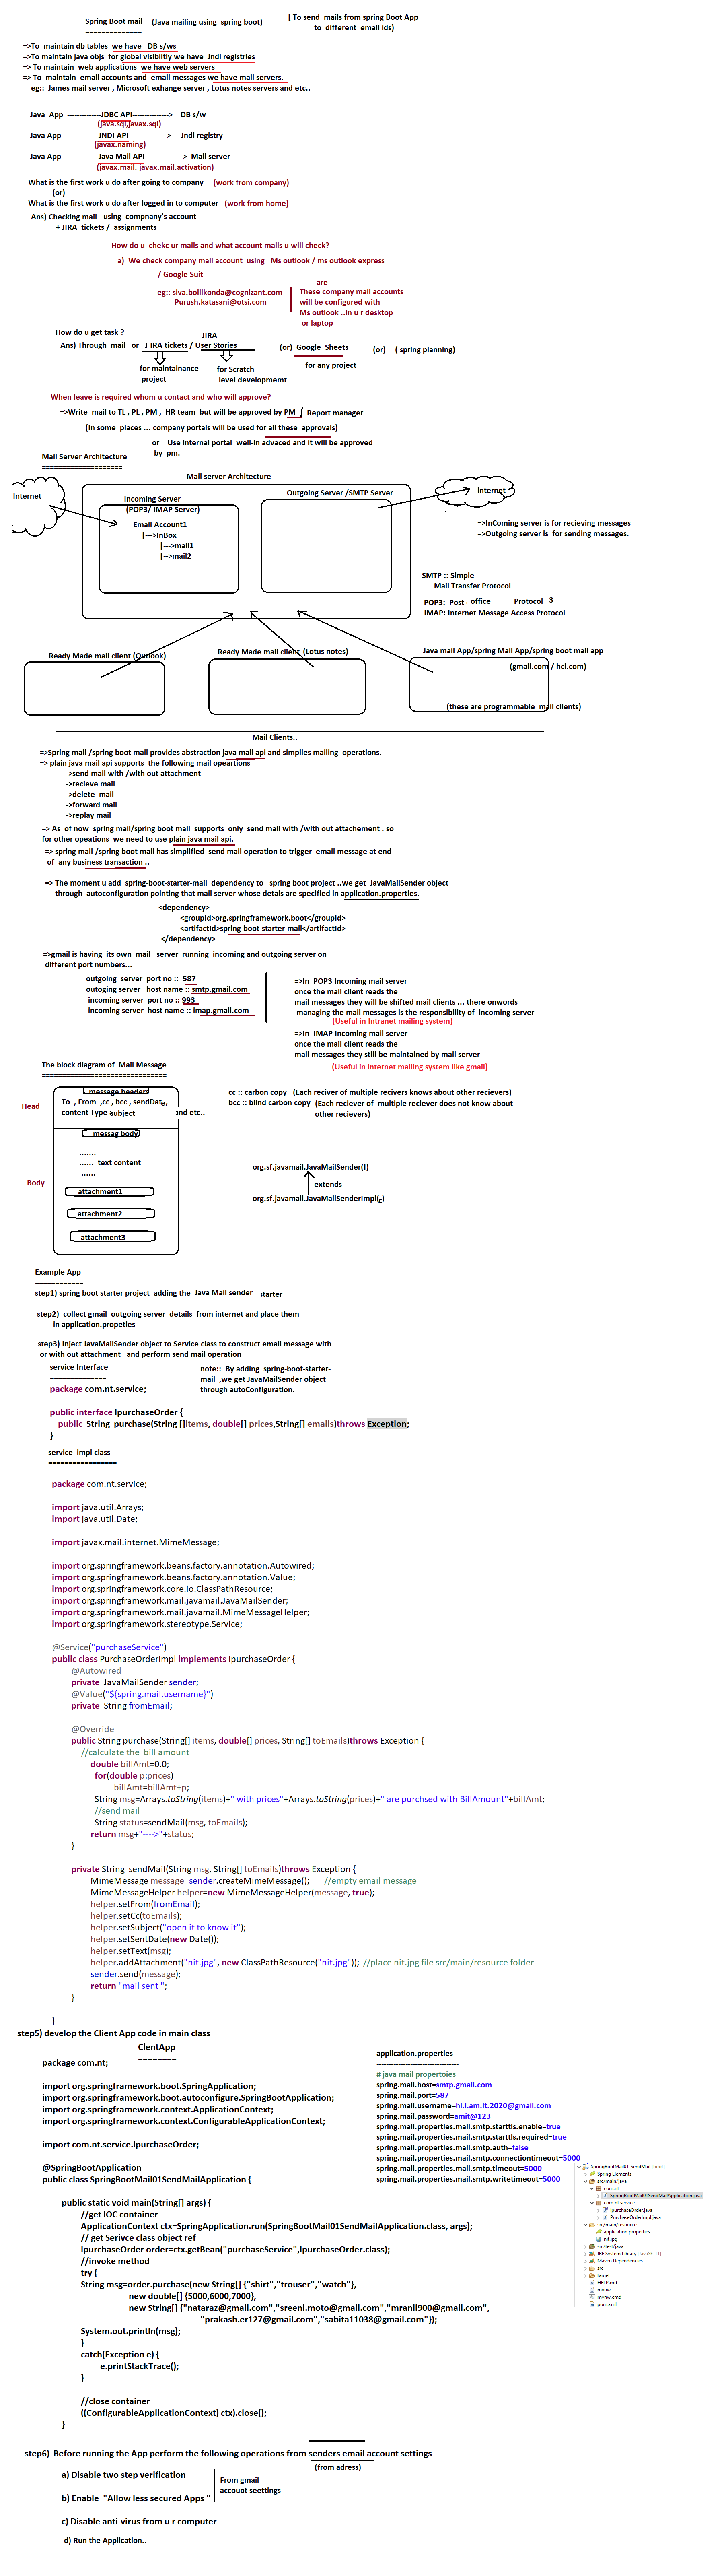 Spring Boot mail (Java mailing using spring boot) [ To send mails from spring Boot App
to different email ids)
==============
=>To maintain db tables we have DB s/ws
=>To maintain java objs for global visibiltly we have Jndi registries
=> To maintain web applications we have web servers
=> To maintain email accounts and email messages we have mail servers.
eg:: James mail server , Microsoft exhange server , Lotus notes servers and etc..
Java App --------------JDBC API---------------> DB s/w
(java.sql,javax.sql)
Java App ------------- JNDI API ---------------> Jndi registry
(javax.naming)
Java App ------------- Java Mail API ---------------> Mail server
(javax.mail. javax.mail.activation)
What is the first work u do after going to company (work from company)
(or)
What is the first work u do after logged in to computer (work from home)
Ans) Checking mail using compnany's account
+ JIRA tickets / assignments
How do u chekc ur mails and what account mails u will check?
a) We check company mail account using Ms outlook / ms outlook express
/ Google Suit
eg:: siva.bollikonda@cognizant.com
Purush.katasani@otsi.com
are
These company mail accounts
will be configured with
Ms outlook ..in u r desktop
or laptop
How do u get task ?
JIRA
Ans) Through mail or J IRA tickets / User Stories (or) Google Sheets (or) ( spring planning)
for maintainance
project
for Scratch
level developmemt
for any project
When leave is required whom u contact and who will approve?
=>Write mail to TL , PL , PM , HR team but will be approved by PM / Report manager
(In some places ... company portals will be used for all these approvals)
or Use internal portal well-in advaced and it will be approved
by pm.
Mail Server Architecture
====================
Mail server Architecture
Internet
Incoming Server
(POP3/ IMAP Server)
Email Account1
|--->InBox
|--->mail1
|-->mail2
Outgoing Server /SMTP Server
internet
=>InComing server is for recieving messages
=>Outgoing server is for sending messages.
SMTP :: Simple
Mail Transfer Protocol
POP3: Post office Protocol 3
IMAP: Internet Message Access Protocol
Ready Made mail client (Outlook)
Ready Made mail client (Lotus notes)
Java mail App/spring Mail App/spring boot mail app
(gmail.com / hcl.com)
(these are programmable mail clients)
Mail Clients..
=>Spring mail /spring boot mail provides abstraction java mail api and simplies mailing operations.
=> plain java mail api supports the following mail opeartions
->send mail with /with out attachment
->recieve mail
->delete mail
->forward mail
->replay mail
=> As of now spring mail/spring boot mail supports only send mail with /with out attachement . so
for other opeations we need to use plain java mail api.
=> spring mail /spring boot mail has simplified send mail operation to trigger email message at end
of any business transaction ..
=> The moment u add spring-boot-starter-mail dependency to spring boot project ..we get JavaMailSender object
through autoconfiguration pointing that mail server whose detais are specified in application.properties.
<dependency>
<groupId>org.springframework.boot</groupId>
<artifactId>spring-boot-starter-mail</artifactId>
</dependency>
=>gmail is having its own mail server running incoming and outgoing server on
different port numbers...
outgoing server port no :: 587
outoging server host name :: smtp.gmail.com
incoming server port no :: 993
incoming server host name :: imap.gmail.com
=>In POP3 Incoming mail server
once the mail client reads the
mail messages they will be shifted mail clients ... there onwords
managing the mail messages is the responsibility of incoming server
(Useful in Intranet mailing system)
=>In IMAP Incoming mail server
once the mail client reads the
mail messages they still be maintained by mail server
(Useful in internet mailing system like gmail)
The block diagram of Mail Message
===============================
Head
message headers
To , From ,cc , bcc , sendDate,
content Type subject and etc..
messag body
.......
...... text content
......
Body
attachment1
attachment2
attachment3
cc :: carbon copy (Each reciver of multiple recivers knows about other recievers)
bcc :: blind carbon copy (Each reciever of multiple reciever does not know about
other recievers)
org.sf.javamail.JavaMailSender(I)
extends
org.sf.javamail.JavaMailSenderImpl(c)
Example App
============
step1) spring boot starter project adding the Java Mail sender starter
step2) collect gmail outgoing server details from internet and place them
in application.propeties
step3) Inject JavaMailSender object to Service class to construct email message with
or with out attachment and perform send mail operation
service Interface
==============
note:: By adding spring-boot-starter-
mail ,we get JavaMailSender object
through autoConfiguration.
package com.nt.service;
public interface IpurchaseOrder {
public String purchase(String []items, double[] prices,String[] emails)throws Exception;
}
service impl class
=================
package com.nt.service;
import java.util.Arrays;
import java.util.Date;
import javax.mail.internet.MimeMessage;
import org.springframework.beans.factory.annotation.Autowired;
import org.springframework.beans.factory.annotation.Value;
import org.springframework.core.io.ClassPathResource;
import org.springframework.mail.javamail.JavaMailSender;
import org.springframework.mail.javamail.MimeMessageHelper;
import org.springframework.stereotype.Service;
@Service("purchaseService")
public class PurchaseOrderImpl implements IpurchaseOrder {
@Autowired
private JavaMailSender sender;
@Value("${spring.mail.username}")
private String fromEmail;
@Override
public String purchase(String[] items, double[] prices, String[] toEmails)throws Exception {
//calculate the bill amount
double billAmt=0.0;
for(double p:prices)
billAmt=billAmt+p;
String msg=Arrays.toString(items)+" with prices"+Arrays.toString(prices)+" are purchsed with BillAmount"+billAmt;
//send mail
String status=sendMail(msg, toEmails);
return msg+"---->"+status;
}
private String sendMail(String msg, String[] toEmails)throws Exception {
MimeMessage message=sender.createMimeMessage(); //empty email message
MimeMessageHelper helper=new MimeMessageHelper(message, true);
helper.setFrom(fromEmail);
helper.setCc(toEmails);
helper.setSubject("open it to know it");
helper.setSentDate(new Date());
helper.setText(msg);
helper.addAttachment("nit.jpg", new ClassPathResource("nit.jpg")); //place nit.jpg file src/main/resource folder
sender.send(message);
return "mail sent ";
}
}
step5) develop the Client App code in main class
ClentApp
========
package com.nt;
import org.springframework.boot.SpringApplication;
import org.springframework.boot.autoconfigure.SpringBootApplication;
import org.springframework.context.ApplicationContext;
import org.springframework.context.ConfigurableApplicationContext;
import com.nt.service.IpurchaseOrder;
@SpringBootApplication
public class SpringBootMail01SendMailApplication {
public static void main(String[] args) {
//get IOC container
ApplicationContext ctx=SpringApplication.run(SpringBootMail01SendMailApplication.class, args);
// get Serivce class object ref
IpurchaseOrder order=ctx.getBean("purchaseService",IpurchaseOrder.class);
//invoke method
try {
String msg=order.purchase(new String[] {"shirt","trouser","watch"},
new double[] {5000,6000,7000},
new String[] {"nataraz@gmail.com","sreeni.moto@gmail.com","mranil900@gmail.com",
"prakash.er127@gmail.com","sabita11038@gmail.com"});
System.out.println(msg);
}
catch(Exception e) {
e.printStackTrace();
}
//close container
((ConfigurableApplicationContext) ctx).close();
}
application.properties
---------------------------------
# java mail propertoies
spring.mail.host=smtp.gmail.com
spring.mail.port=587
spring.mail.username=hi.i.am.it.2020@gmail.com
spring.mail.password=amit@123
spring.mail.properties.mail.smtp.starttls.enable=true
spring.mail.properties.mail.smtp.starttls.required=true
spring.mail.properties.mail.smtp.auth=false
spring.mail.properties.mail.smtp.connectiontimeout=5000
spring.mail.properties.mail.smtp.timeout=5000
spring.mail.properties.mail.smtp.writetimeout=5000
SpringBootMail01-SendMail [boot]
Spring Elements
src/main/java
com.nt
SpringBootMail01SendMailApplication.java
com.nt.service
IpurchaseOrder.java
PurchaseOrderImpl.java
src/main/resources
application.properties
nit.jpg
src/test/java
JRE System Library [JavaSE-11]
Maven Dependencies
src
target
HELP.md
mvnw
mvnw.cmd
pom.xml
step6) Before running the App perform the following operations from senders email account settings
(from adress)
a) Disable two step verification
b) Enable "Allow less secured Apps "
From gmail
account seettings
c) Disable anti-virus from u r computer
d) Run the Application..